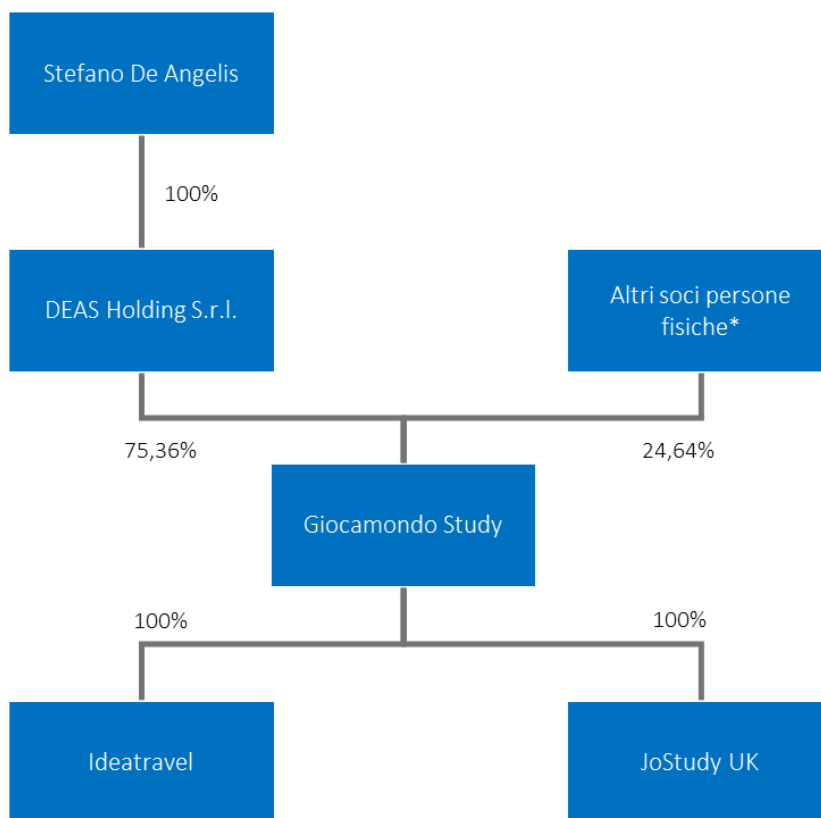 Stefano De Angelis
100%
DEAS Holding S.r.l.
Altri soci persone
fisiche*
75,36%
24,64%
Giocamondo Study
100%
100%
Ideatravel
JoStudy UK